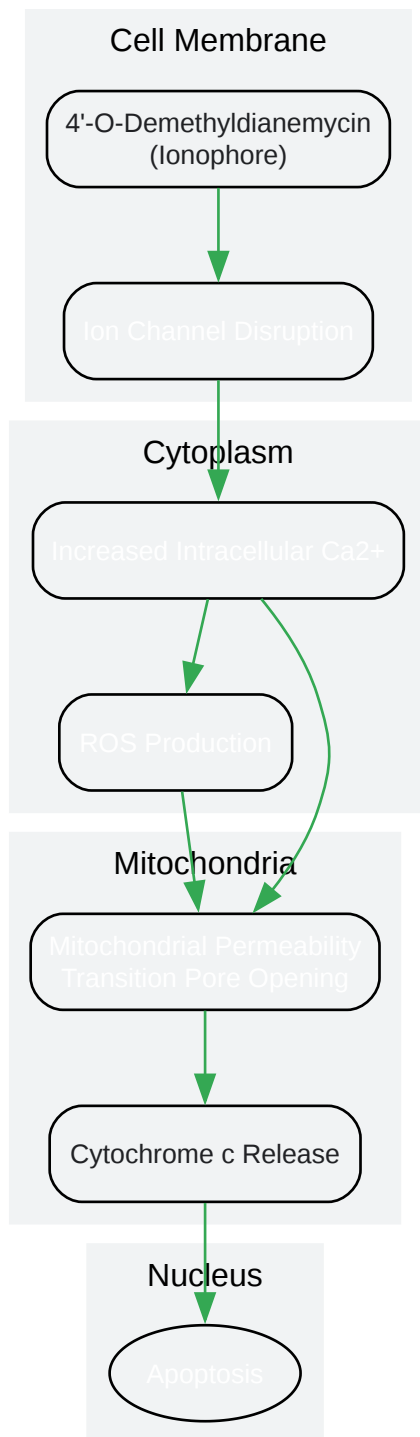 Cell Membrane
4'-O-Demethyldianemycin
(Ionophore)
Ion Channel Disruption
Cytoplasm
Increased Intracellular Ca2+
ROS Production
Mitochondria
Mitochondrial Permeability
Transition Pore Opening
Cytochrome c Release
Nucleus
Apoptosis